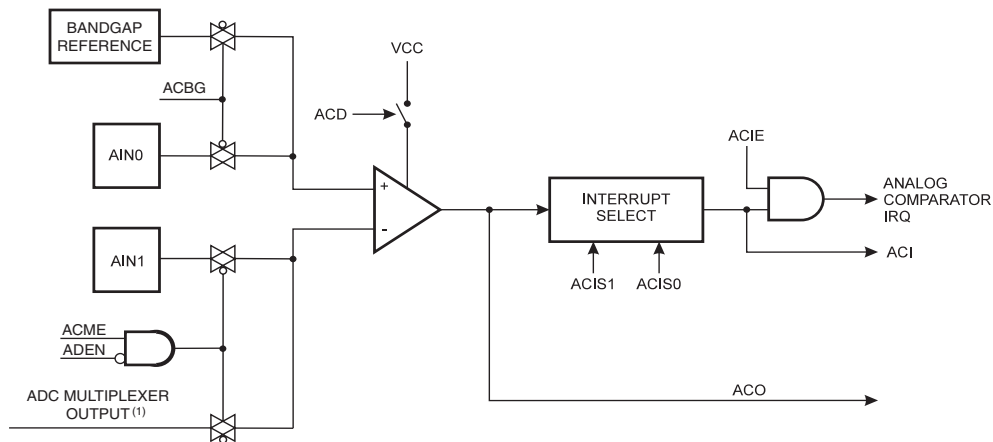 BANDGAP
REFERENCE
VCC
ACBG
ACD
AIN0
ACIE
+
-
INTERRUPT
SELECT
ANALOG
COMPARATOR
IRQ
AIN1
ACI
ACIS1
ACIS0
ACME
ADEN
ADC MULTIPLEXER
OUTPUT (1)
ACO